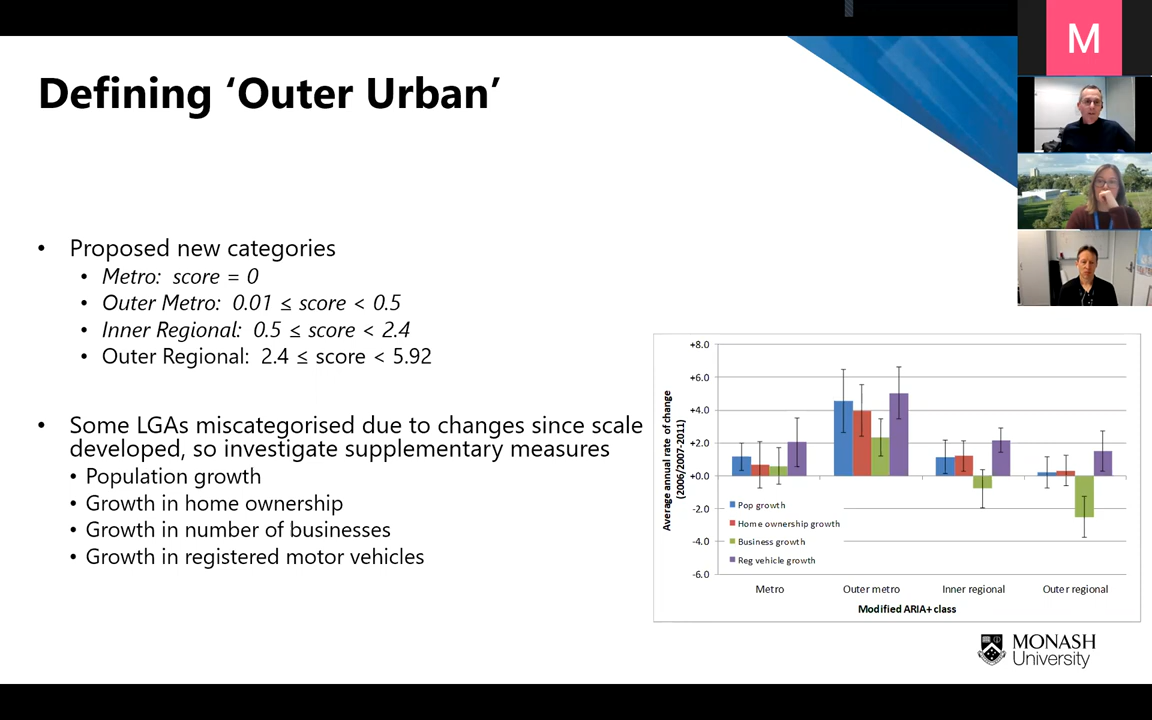 M
Defining ‘Outer Urban’
• Proposed new categories
• Metro: score = 0
• Outer Metro: 0.01 ≤ score < 0.5
• Inner Regional: 0.5 ≤ score < 2.4
• Outer Regional: 2.4 ≤ score < 5.92
• Some LGAs miscategorised due to changes since scale
developed, so investigate supplementary measures
• Population growth
• Growth in home ownership
• Growth in number of businesses
• Growth in registered motor vehicles
Average annual rate of change
(2006/2007-2011)
+8.0
+6.0
+4.0
+2.0
+0.0
-2.0
-4.0
-6.0
Pop growth
Home ownership growth
Business growth
Reg vehicle growth
Metro Outer metro Inner regional Outer regional
Modified ARIA+ class
MONASH
University